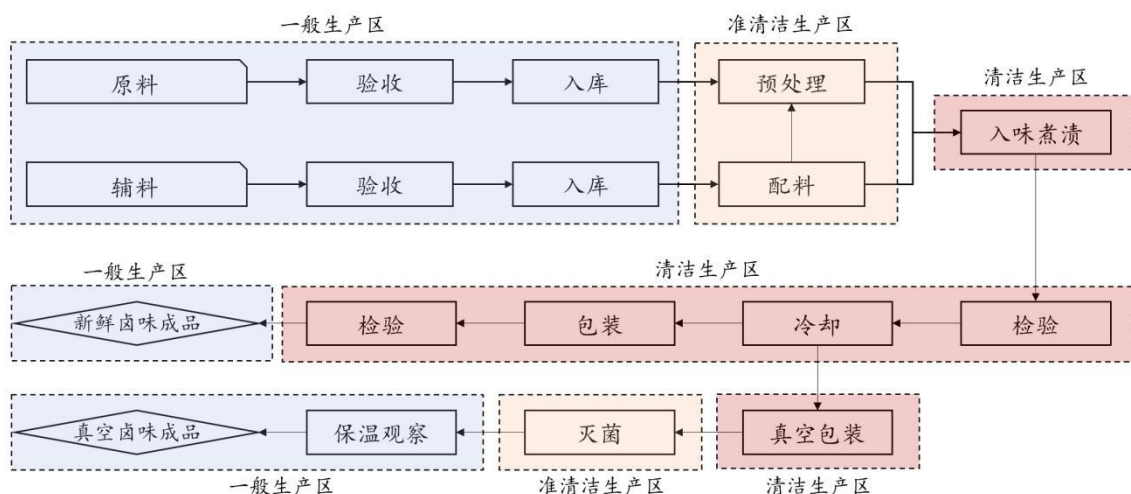 一般生产区
准清洁生产区
原料
验收
入库
预处理
清洁生产区
入味煮渍
辅料
验收
入库
配料
一般生产区
清洁生产区
新鲜卤味成品
检验
包装
冷却
检验
真空卤味成品
保温观察
灭菌
真空包装
一般生产区
准清洁生产区
清洁生产区